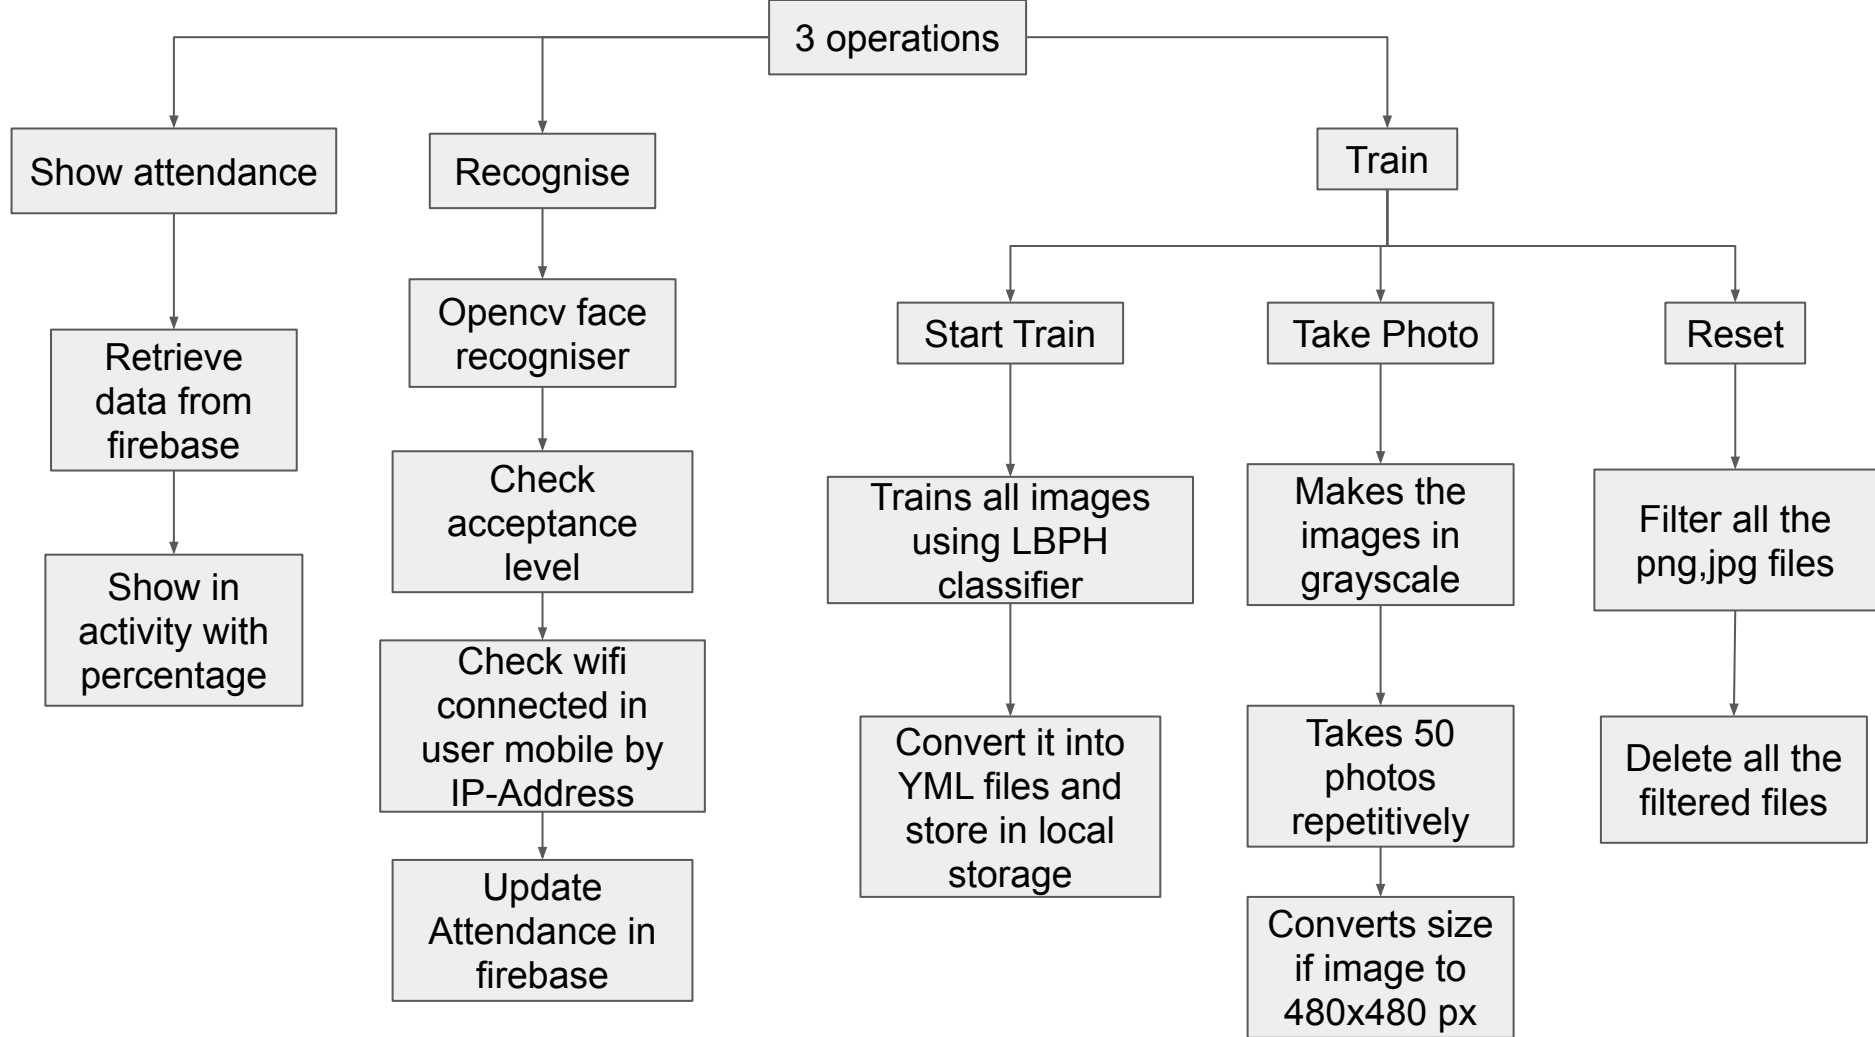 3 operations
Show attendance
Recognise
Train
Retrieve
data from
firebase
Show in
activity with
percentage
Opencv face
recogniser
Check
acceptance
level
Check wifi
connected in
user mobile by
IP-Address
Update
Attendance in
firebase
Start Train
Trains all images
using LBPH
classifier
Convert it into
YML files and
store in local
storage
Take Photo
Makes the
images in
grayscale
Takes 50
photos
repetitively
Converts size
if image to
480x480 px
Reset
Filter all the
png,jpg files
Delete all the
filtered files